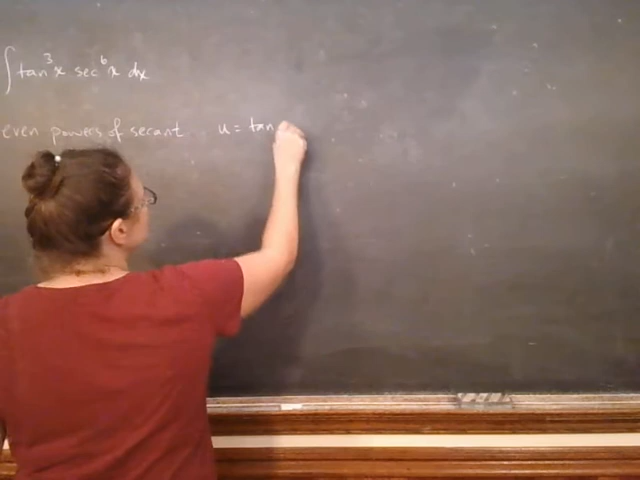 ∫ tan³x sec⁶x dx
even powers of secant u = tan